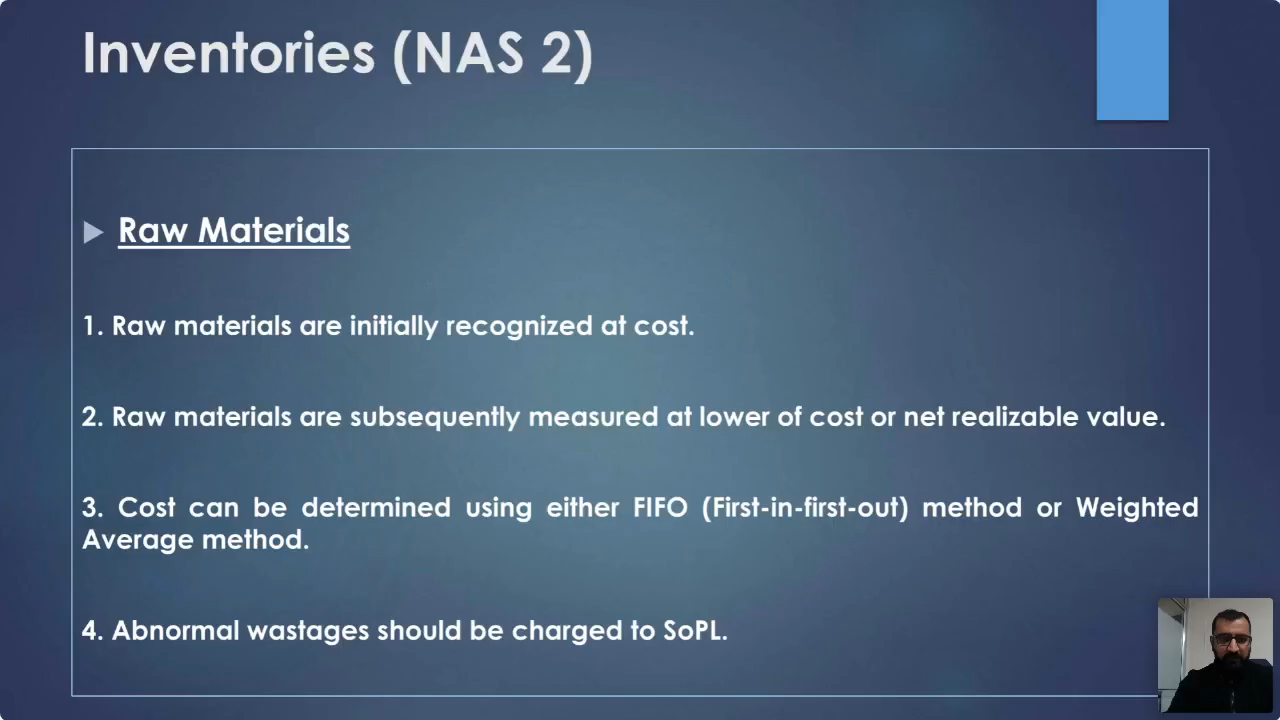 Inventories (NAS 2)
Raw Materials
1. Raw materials are initially recognized at cost.
2. Raw materials are subsequently measured at lower of cost or net realizable value.
3. Cost can be determined using either FIFO (First-in-first-out) method or Weighted
Average method.
4. Abnormal wastages should be charged to SoPL.